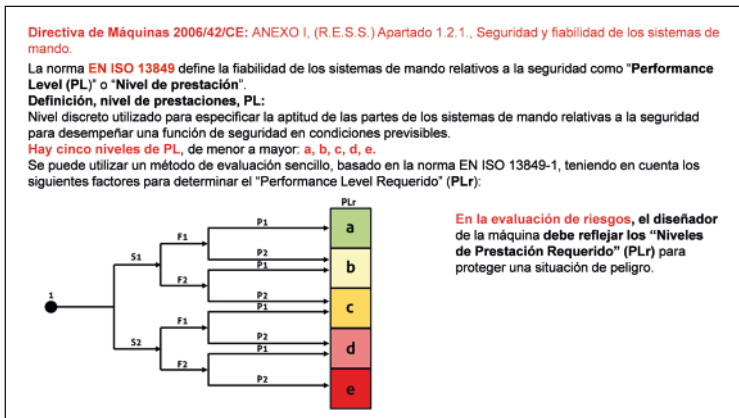 Directiva de Máquinas 2006/42/CE: ANEXO I, (R.E.S.S.) Apartado 1.2.1., Seguridad y fiabilidad de los sistemas de
mando.
La norma EN ISO 13849 define la fiabilidad de los sistemas de mando relativos a la seguridad como “Performance
Level (PL)” o “Nivel de prestación”.
Definición, nivel de prestaciones, PL:
Nivel discreto utilizado para especificar la aptitud de las partes de los sistemas de mando relativas a la seguridad
para desempeñar una función de seguridad en condiciones previsibles.
Hay cinco niveles de PL, de menor a mayor: a, b, c, d, e.
Se puede utilizar un método de evaluación sencillo, basado en la norma EN ISO 13849-1, teniendo en cuenta los
siguientes factores para determinar el “Performance Level Requerido” (PLr):
PLr
P1
a
F1
P2
S1
P1
b
F2
1
P2
P1
c
F1
P2
S2
P1
d
F2
P2
e
En la evaluación de riesgos, el diseñador
de la máquina debe reflejar los “Niveles
de Prestación Requerido” (PLr) para
proteger una situación de peligro.